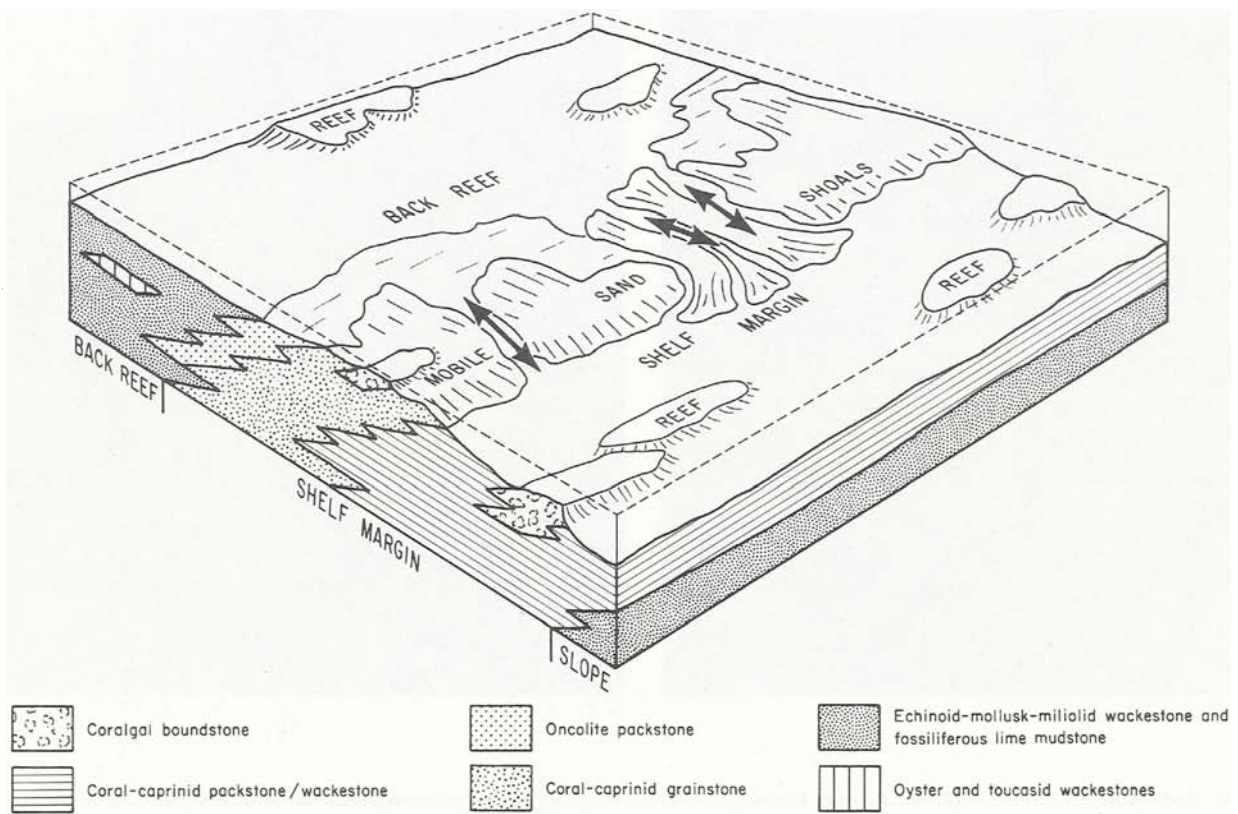 REEF
BACK REEF
SHOALS
SAND
REEF
MOBILE
SHELF MARGIN
REEF
BACK REEF
SHELF MARGIN
SLOPE
Coralgal boundstone
Oncolite packstone
Echinoid-mollusk-miliolid wackestone and
fossiliferous lime mudstone
Coral-caprinid packstone/wackestone
Coral-caprinid grainstone
Oyster and toucasid wackestones